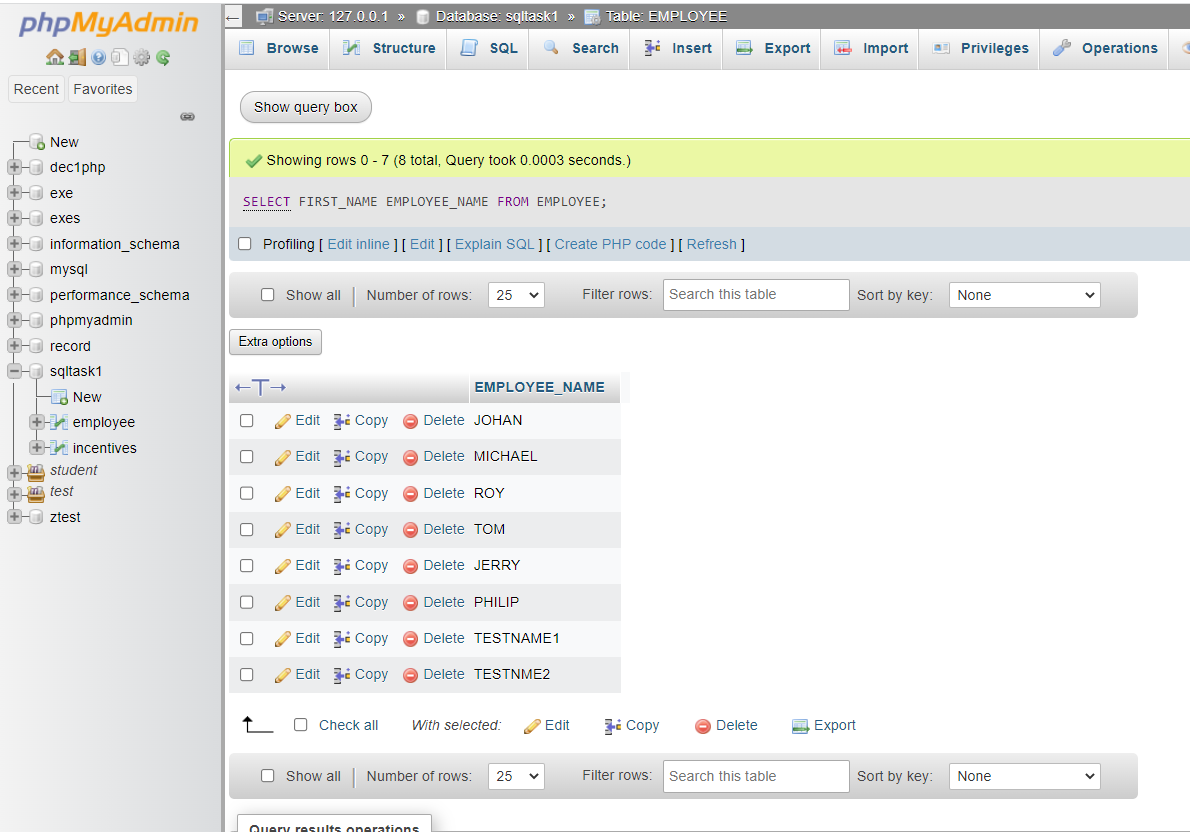 phpMyAdmin
Recent Favorites
New
dec1php
exe
exes
information_schema
mysql
performance_schema
phpmyadmin
record
sqltask1
New
employee
incentives
student
test
ztest
Server: 127.0.0.1 » Database: sqltask1 » Table: EMPLOYEE
Browse Structure SQL Search Insert Export Import Privileges Operations
Show query box
Showing rows 0 - 7 (8 total, Query took 0.0003 seconds.)
SELECT FIRST_NAME EMPLOYEE_NAME FROM EMPLOYEE;
Profiling [ Edit inline ] [ Edit ] [ Explain SQL ] [ Create PHP code ] [ Refresh ]
Show all | Number of rows: 25 Filter rows: Search this table Sort by key: None
Extra options
←T→ EMPLOYEE_NAME
Edit Copy Delete JOHAN
Edit Copy Delete MICHAEL
Edit Copy Delete ROY
Edit Copy Delete TOM
Edit Copy Delete JERRY
Edit Copy Delete PHILIP
Edit Copy Delete TESTNAME1
Edit Copy Delete TESTNME2
Check all With selected: Edit Copy Delete Export
Show all | Number of rows: 25 Filter rows: Search this table Sort by key: None
Query results operations